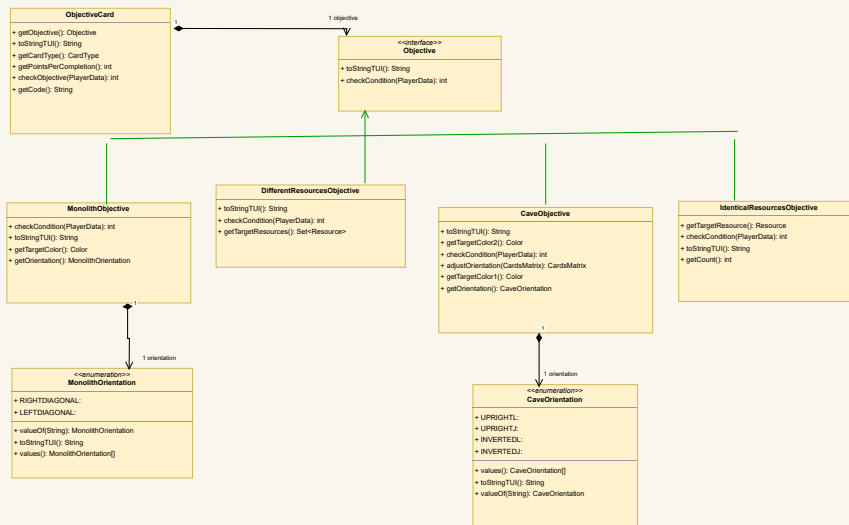 ObjectiveCard
+ getObjective(): Objective
+ toStringTUI(): String
+ getCardType(): CardType
+ getPointsPerCompletion(): int
+ checkObjective(PlayerData): int
+ getCode(): String
1
1 objective
<<interface>>
Objective
+ toStringTUI(): String
+ checkCondition(PlayerData): int
MonolithObjective
+ checkCondition(PlayerData): int
+ toStringTUI(): String
+ getTargetColor(): Color
+ getOrientation(): MonolithOrientation
DifferentResourcesObjective
+ toStringTUI(): String
+ checkCondition(PlayerData): int
+ getTargetResources(): Set<Resource>
CaveObjective
+ toStringTUI(): String
+ getTargetColor2(): Color
+ checkCondition(PlayerData): int
+ adjustOrientation(CardsMatrix): CardsMatrix
+ getTargetColor1(): Color
+ getOrientation(): CaveOrientation
IdenticalResourcesObjective
+ getTargetResource(): Resource
+ checkCondition(PlayerData): int
+ toStringTUI(): String
+ getCount(): int
1
1 orientation
<<enumeration>>
MonolithOrientation
+ RIGHTDIAGONAL:
+ LEFTDIAGONAL:
+ valueOf(String): MonolithOrientation
+ toStringTUI(): String
+ values(): MonolithOrientation[]
1
1 orientation
<<enumeration>>
CaveOrientation
+ UPRIGHTL:
+ UPRIGHTJ:
+ INVERTEDL:
+ INVERTEDJ:
+ values(): CaveOrientation[]
+ toStringTUI(): String
+ valueOf(String): CaveOrientation